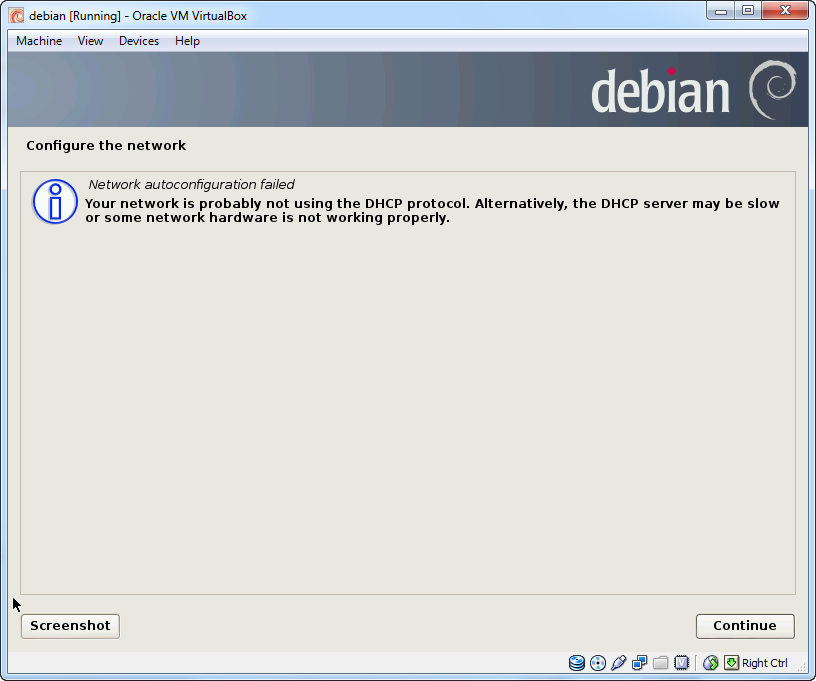 debian [Running] - Oracle VM VirtualBox
Machine View Devices Help
debian
Configure the network
Network autoconfiguration failed
Your network is probably not using the DHCP protocol. Alternatively, the DHCP server may be slow
or some network hardware is not working properly.
Screenshot
Continue
Right Ctrl